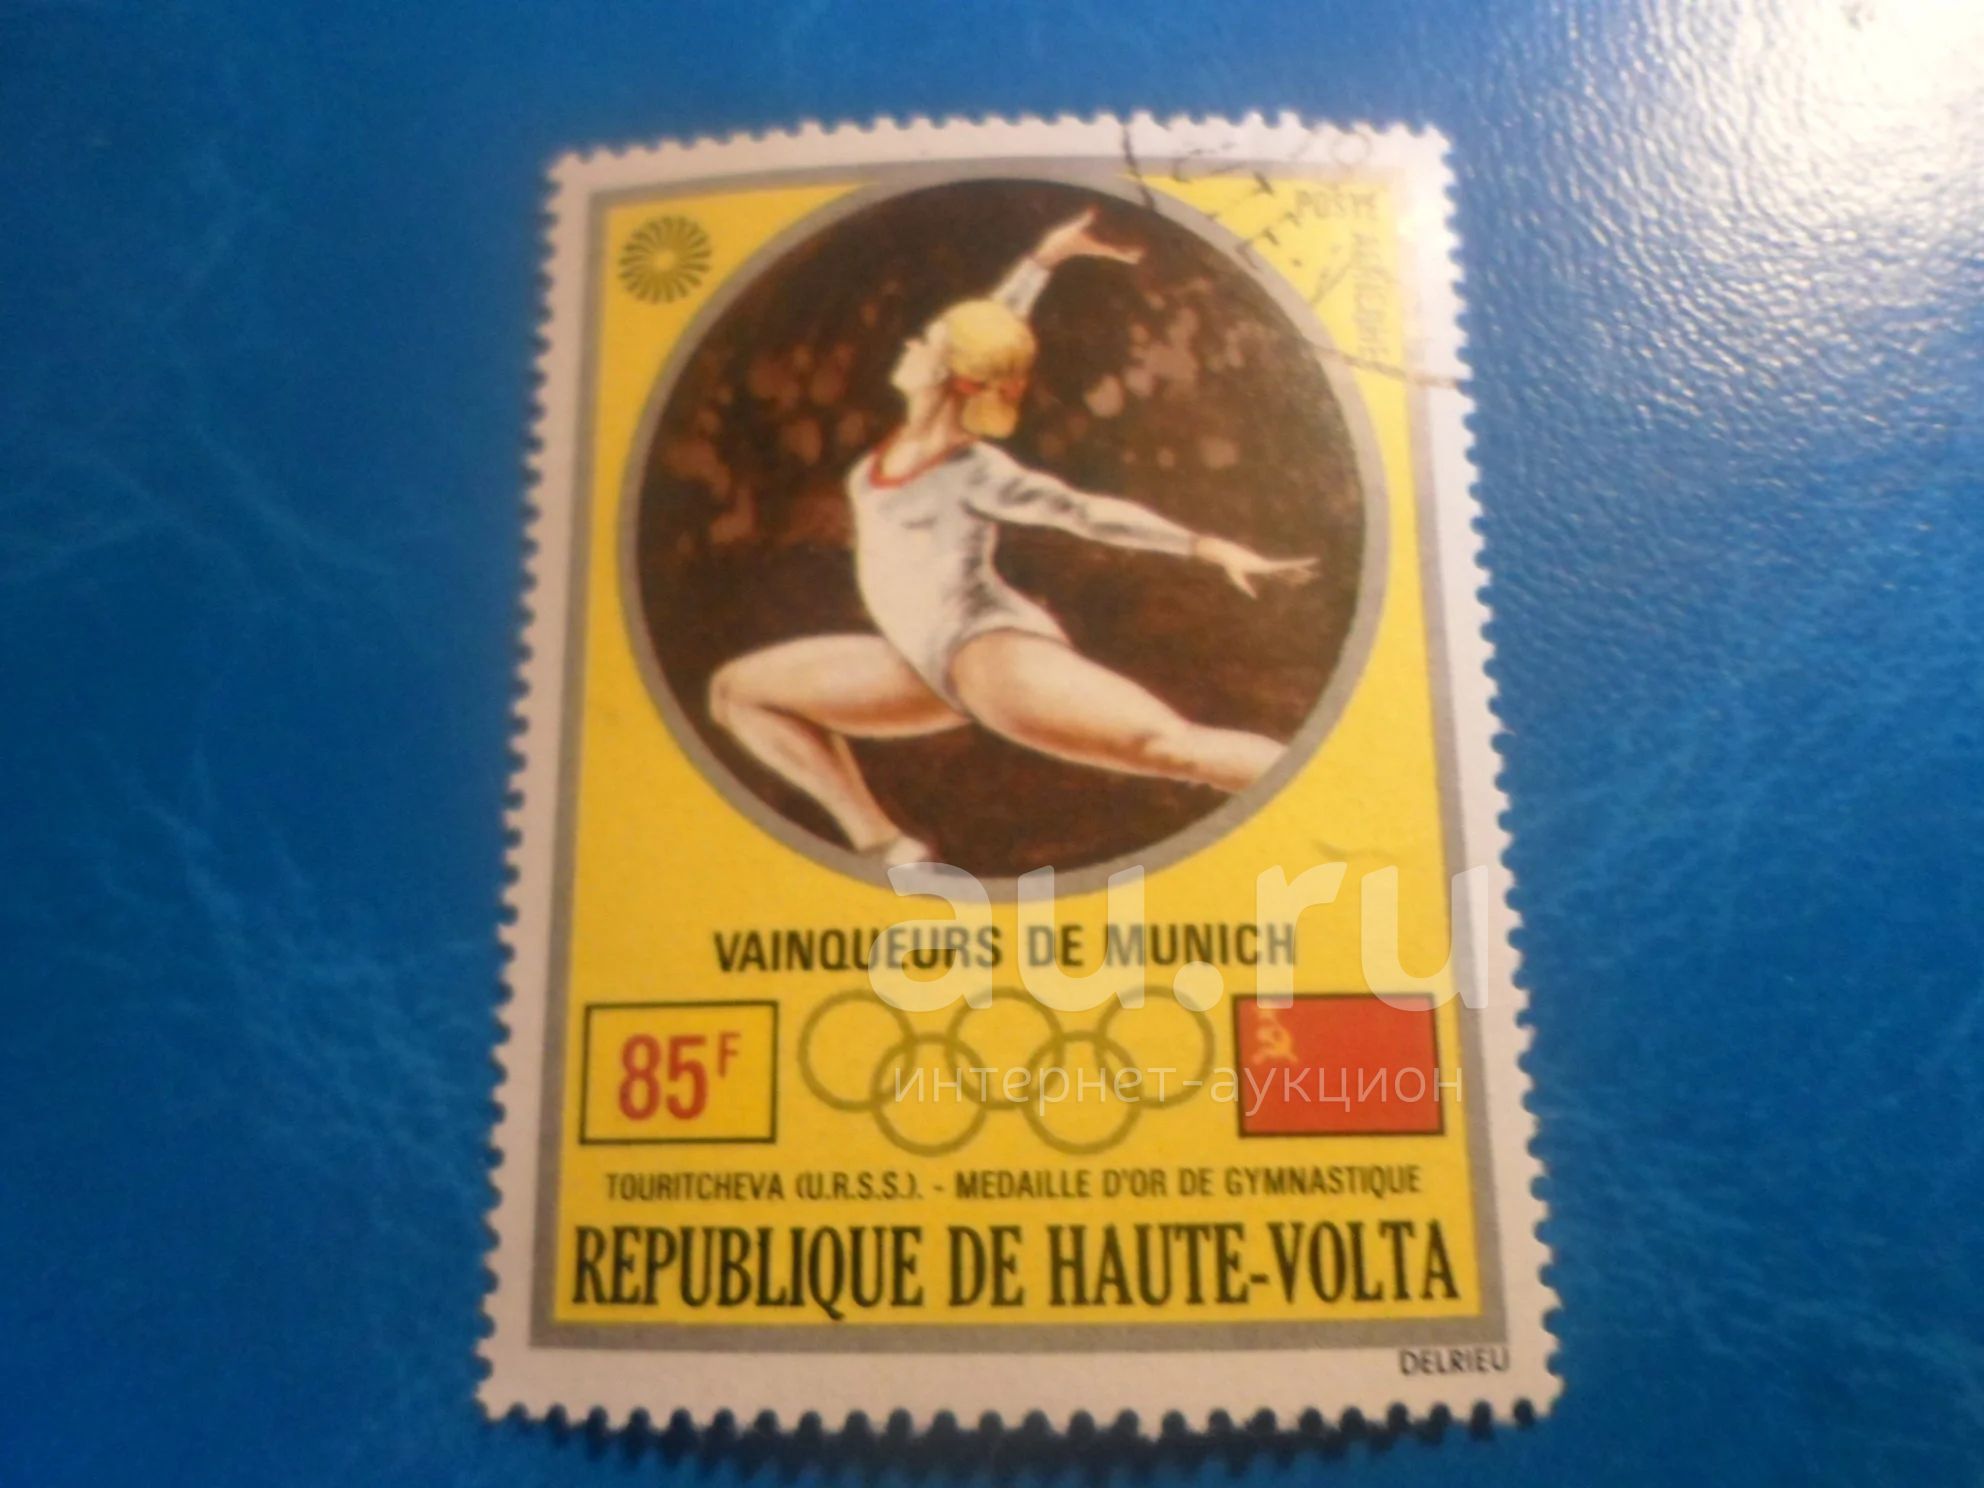 POSTE AÉRIENNE
VAINQUEURS DE MUNICH
85F
TOURITCHEVA (U.R.S.S.). - MEDAILLE D'OR DE GYMNASTIQUE
REPUBLIQUE DE HAUTE-VOLTA
DELRIEU
au.ru
интернет-аукцион